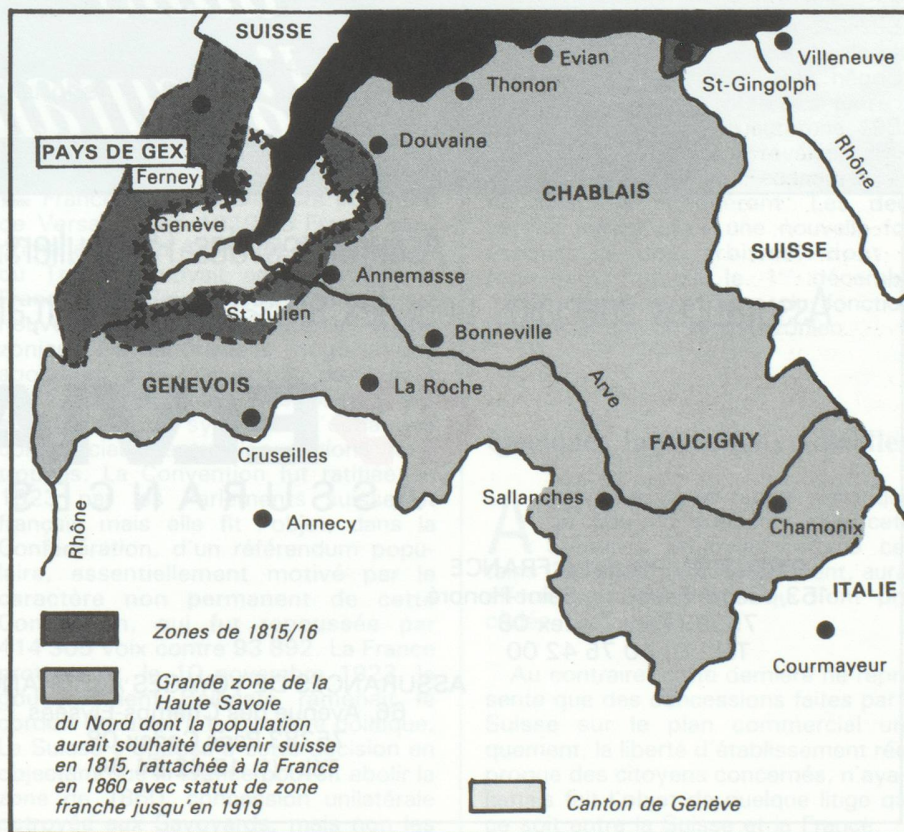 SUISSE
Evian
Villeneuve
Thonon
St-Gingolph
Douvaine
PAYS DE GEX
Ferney
CHABLAIS
Rhône
Genève
SUISSE
Annemasse
St Julien
Bonneville
GENEVOIS
La Roche
Arve
FAUCIGNY
Cruseilles
Sallanches
Chamonix
Annecy
Rhône
ITALIE
Courmayeur
Zones de 1815/16
Grande zone de la
Haute Savoie
du Nord dont la population
aurait souhaité devenir suisse
en 1815, rattachée à la France
en 1860 avec statut de zone
franche jusqu'en 1919
Canton de Genève